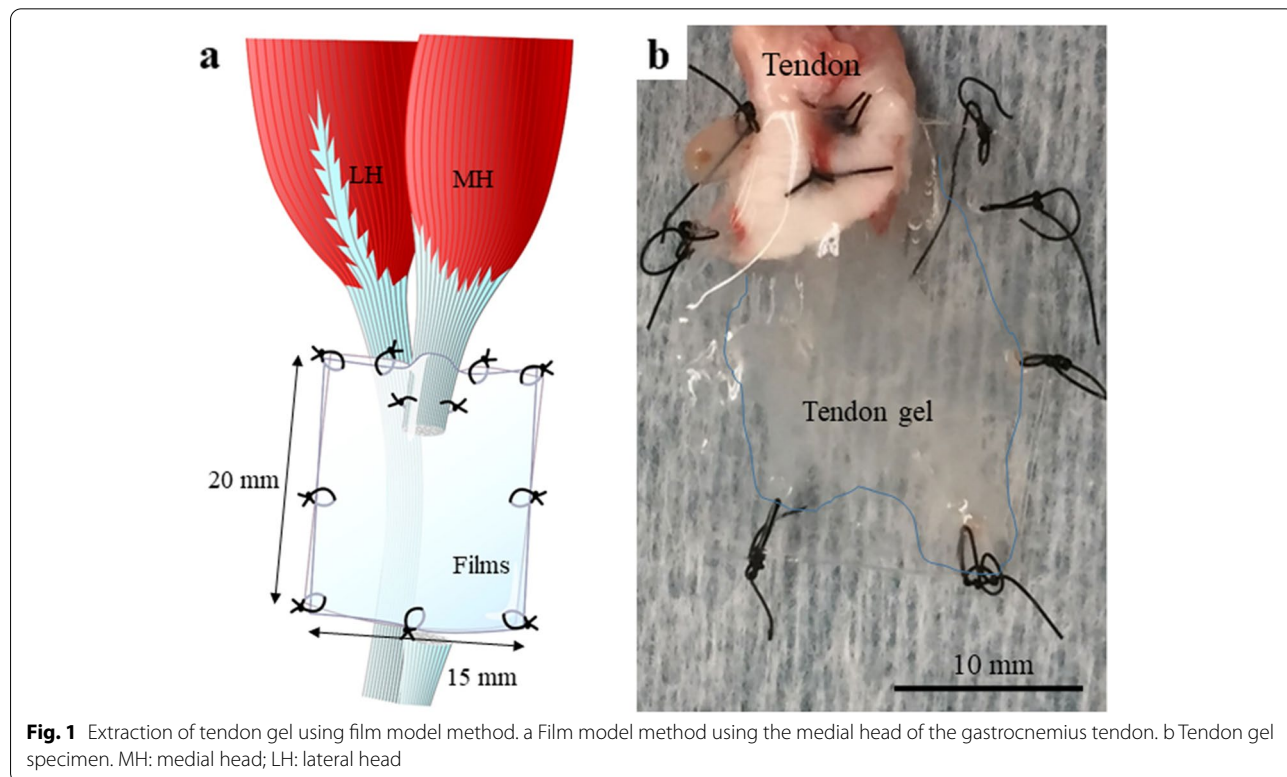 a
LH
MH
20 mm
Films
15 mm
b
Tendon
Tendon gel
10 mm
Fig. 1 Extraction of tendon gel using film model method. a Film model method using the medial head of the gastrocnemius tendon. b Tendon gel
specimen. MH: medial head; LH: lateral head